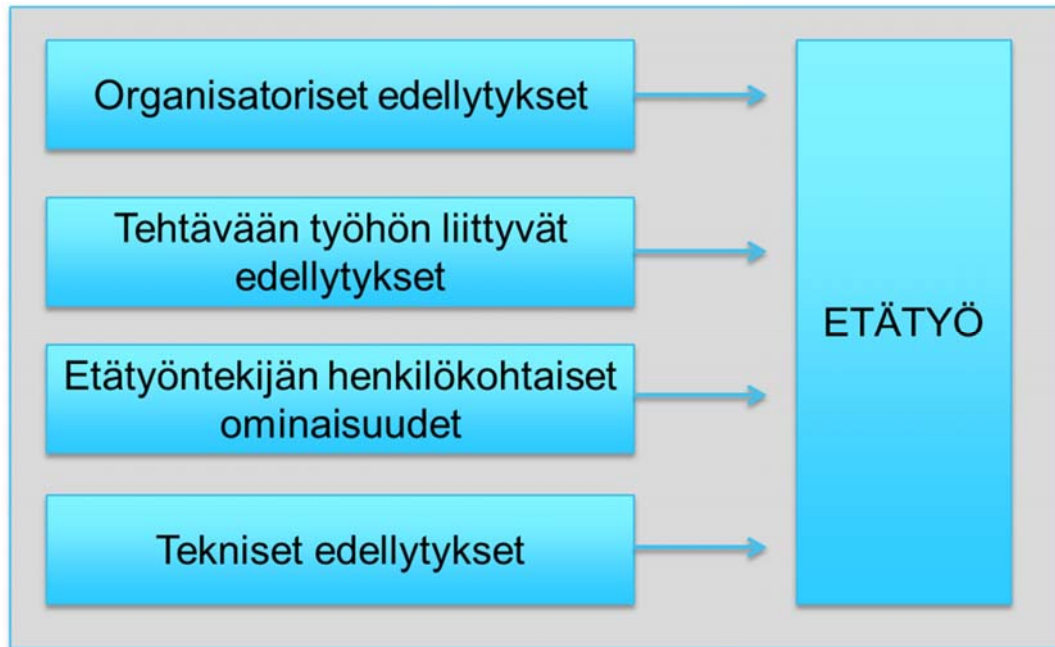 Organisatoriset edellytykset
Tehtävään työhön liittyvät
edellytykset
Etätyöntekijän henkilökohtaiset
ominaisuudet
Tekniset edellytykset
ETÄTYÖ